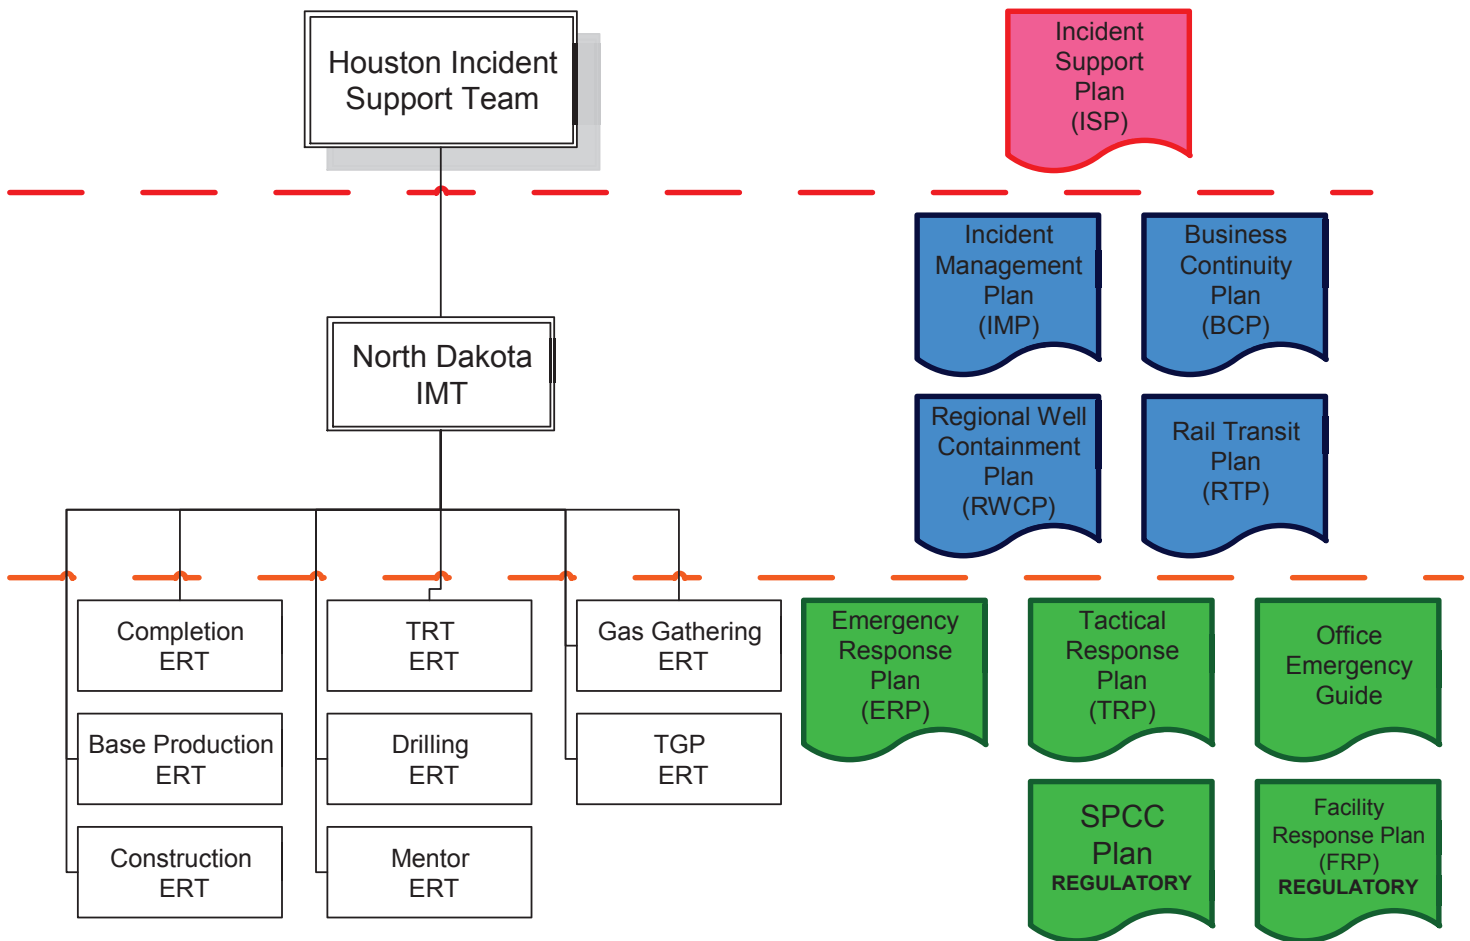 Houston Incident
Support Team
Incident
Support
Plan
(ISP)
North Dakota
IMT
Incident
Management
Plan
(IMP)
Business
Continuity
Plan
(BCP)
Regional Well
Containment
Plan
(RWCP)
Rail Transit
Plan
(RTP)
Completion
ERT
TRT
ERT
Gas Gathering
ERT
Base Production
ERT
Drilling
ERT
TGP
ERT
Construction
ERT
Mentor
ERT
Emergency
Response
Plan
(ERP)
Tactical
Response
Plan
(TRP)
Office
Emergency
Guide
SPCC
Plan
REGULATORY
Facility
Response Plan
(FRP)
REGULATORY